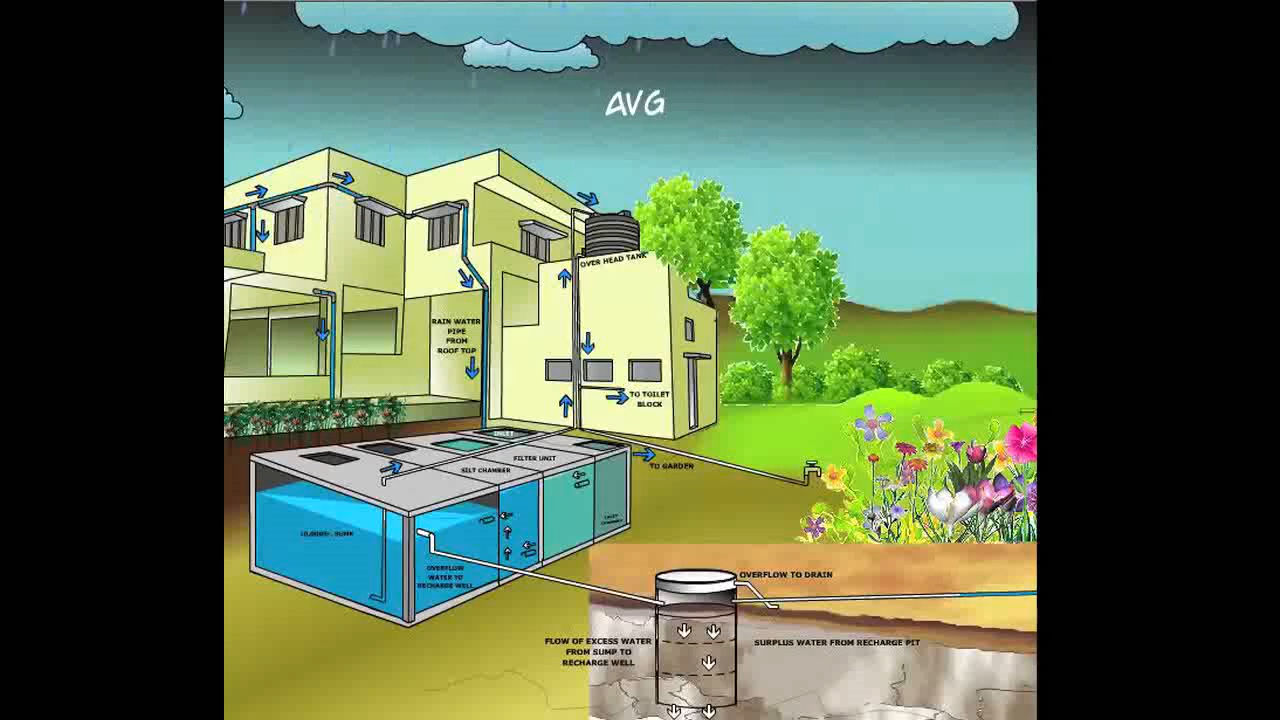 AVG
OVER HEAD TANK
RAIN WATER
PIPE
FROM
ROOF TOP
TO TOILET
BLOCK
FILTER UNIT
SILT CHAMBER
TO GARDEN
SUMP
OVERFLOW
WATER TO
RECHARGE WELL
OVERFLOW TO DRAIN
FLOW OF EXCESS WATER
FROM SUMP TO
RECHARGE WELL
SURPLUS WATER FROM RECHARGE PIT